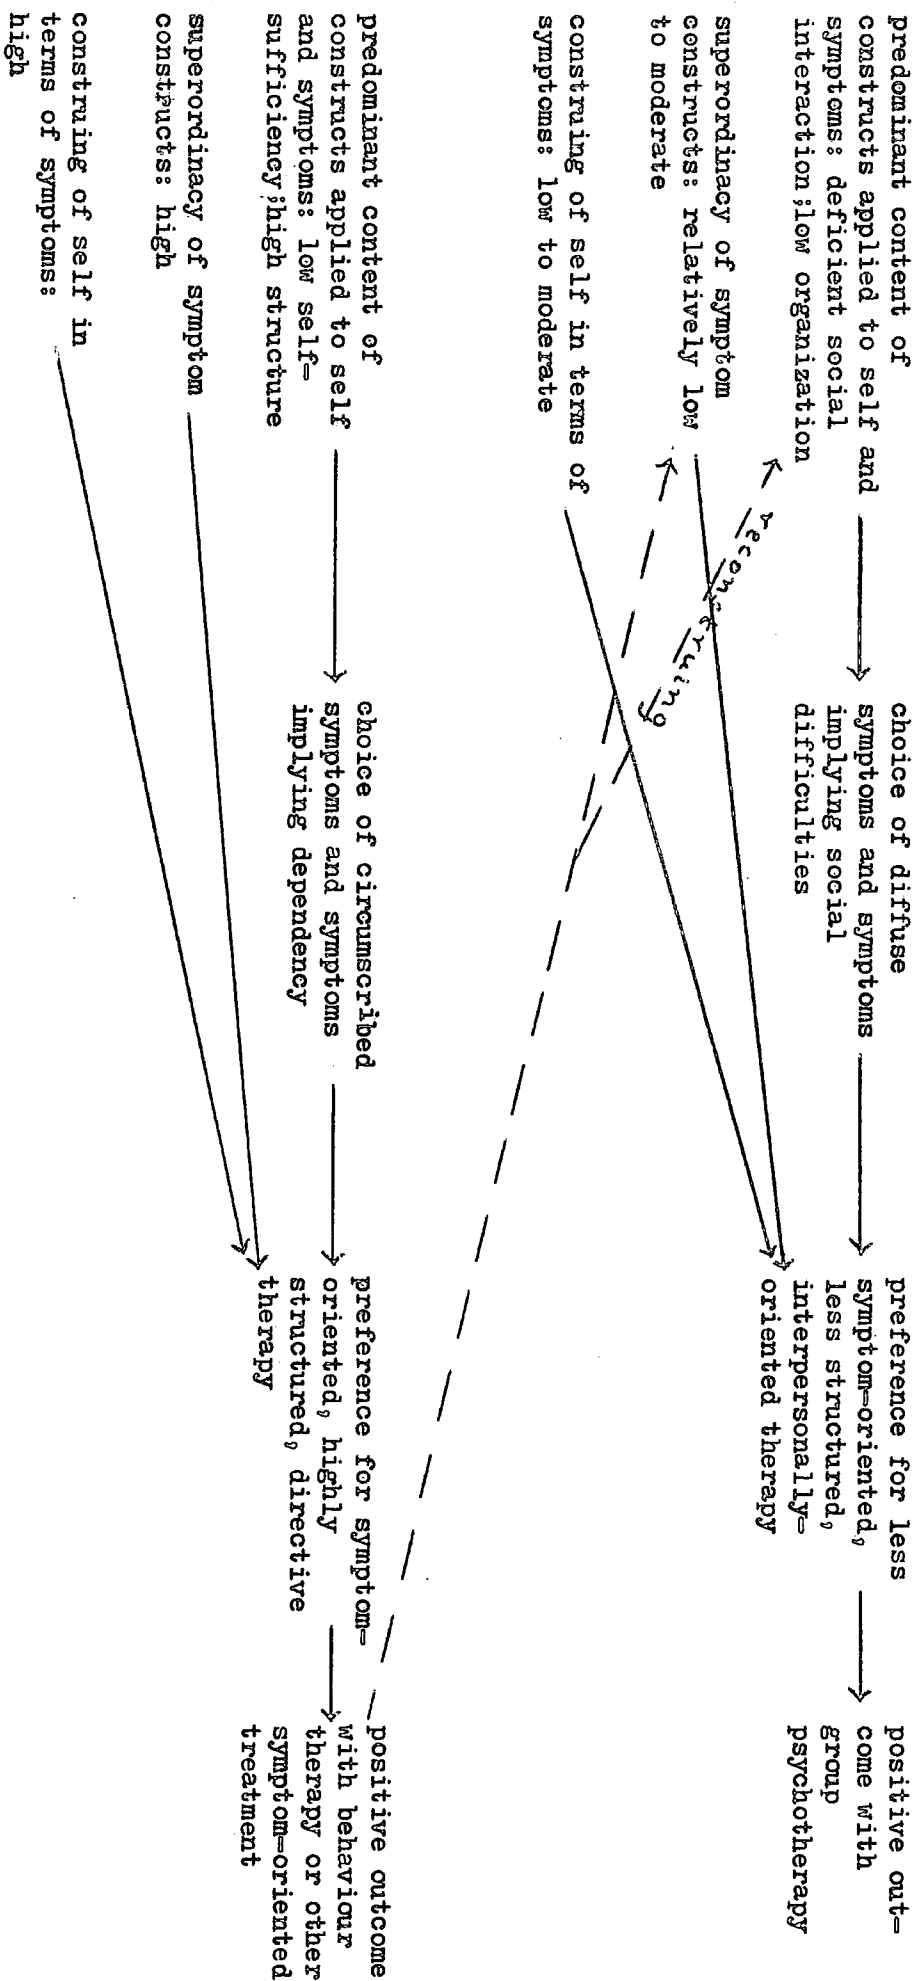 predominant content of
constructs applied to self and
symptoms: deficient social
interaction;low organization
choice of diffuse
symptoms and symptoms
implying social
difficulties
preference for less
symptom-oriented,
less structured,
interpersonally-
oriented therapy
positive out-
come with
group
psychotherapy
superordinacy of symptom
constructs: relatively low
to moderate
construing of self in terms of
symptoms: low to moderate
reconstruing
predominant content of
constructs applied to self
and symptoms: low self-
sufficiency;high structure
choice of circumscribed
symptoms and symptoms
implying dependency
preference for symptom-
oriented, highly
structured, directive
therapy
positive outcome
with behaviour
therapy or other
symptom-oriented
treatment
superordinacy of symptom
constructs: high
construing of self in
terms of symptoms:
high